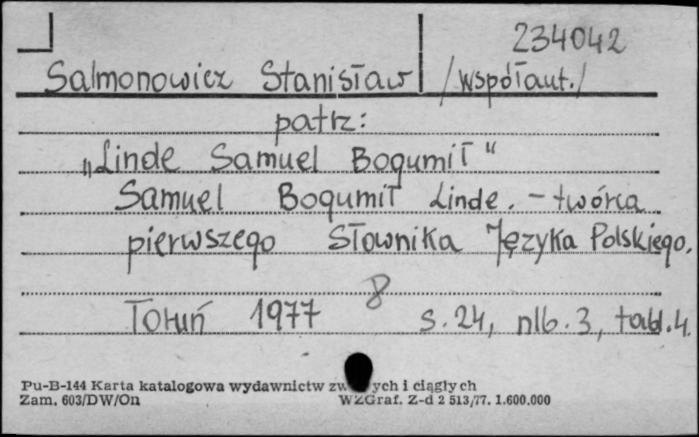 234042
Salmonowicz Stanisław /współaut./
patrz:
„Linde Samuel Bogumił"
Samuel Bogumił Linde. - twórca
pierwszego Słownika Języka Polskiego.
8
Toruń 1977 s. 24, nlb. 3, tabl. 4.
Pu-B-144 Karta katalogowa wydawnictw ych i ciągłych
Zam. 603/DW/On WZGraf. Z-d 2 513/77. 1.600.000